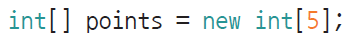 int[] points = new int[5];